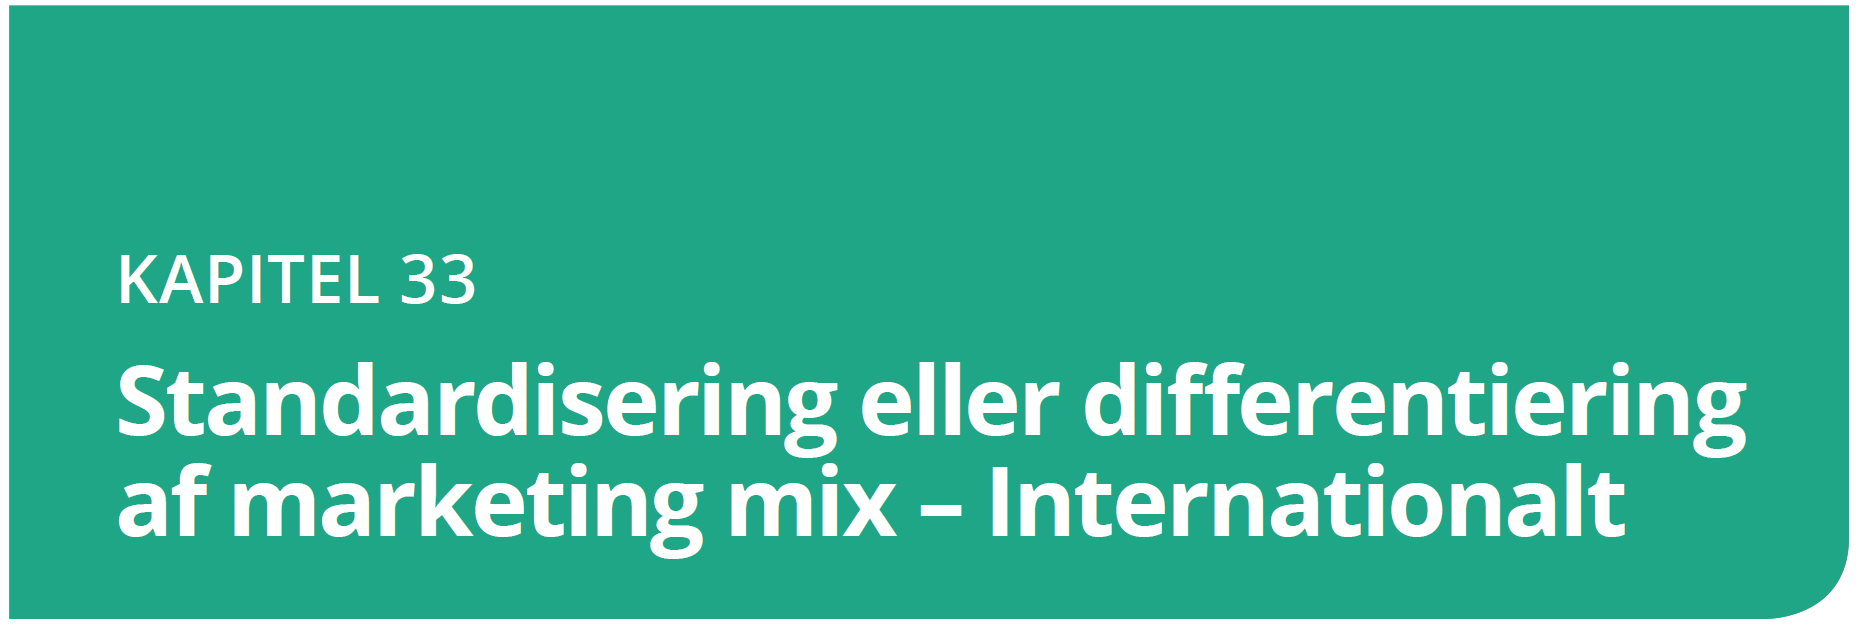 KAPITEL 33
Standardisering eller differentiering
af marketing mix – Internationalt